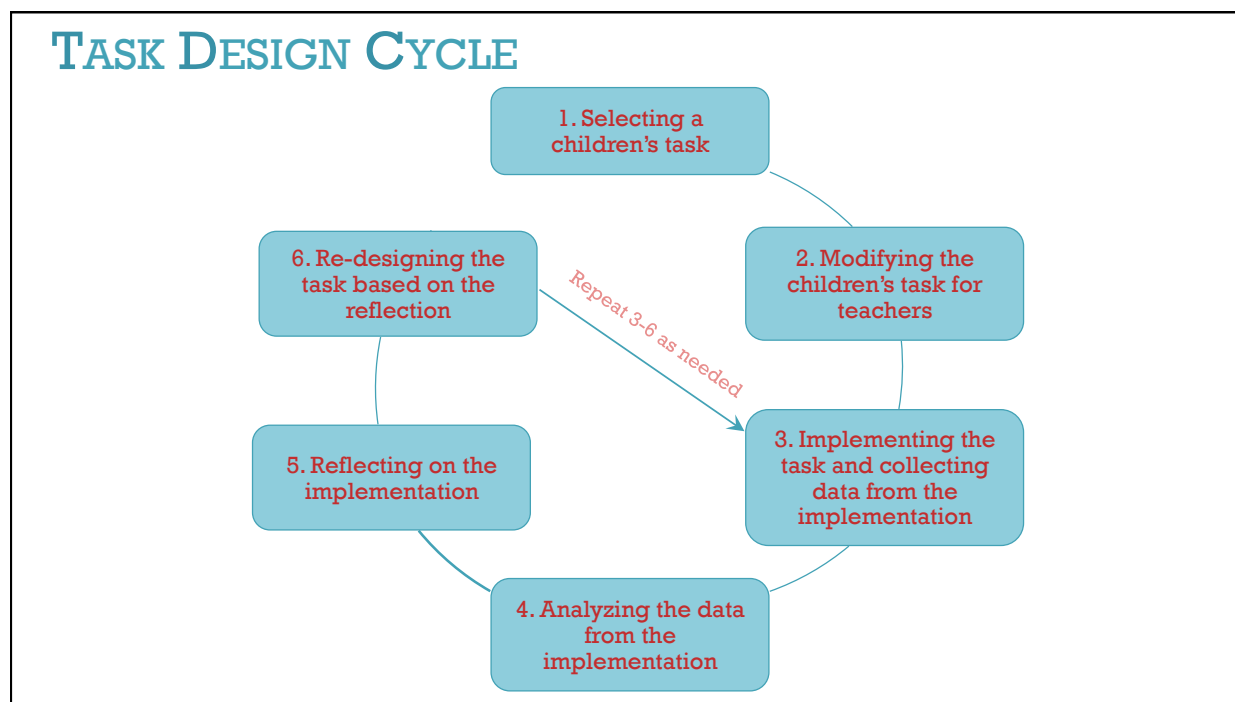 TASK DESIGN CYCLE
1. Selecting a
children's task
2. Modifying the
children's task for
teachers
3. Implementing the
task and collecting
data from the
implementation
4. Analyzing the data
from the
implementation
5. Reflecting on the
implementation
6. Re-designing the
task based on the
reflection
Repeat 3-6 as needed